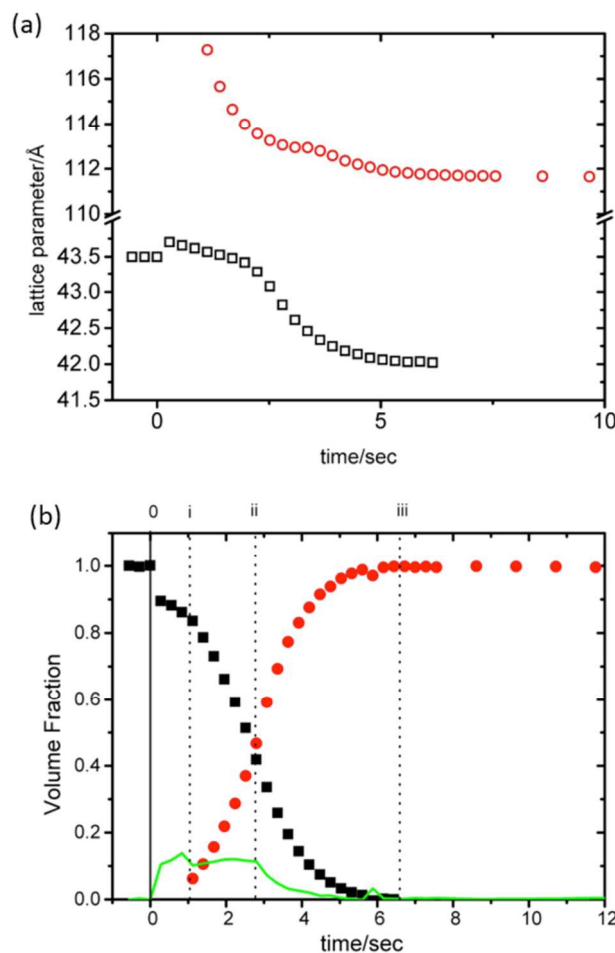 (a)
118
116
114
112
110
43.5
43.0
42.5
42.0
41.5
lattice parameter/Å
0 5 10
time/sec
(b)
0 i ii iii
1.0
0.8
0.6
0.4
0.2
0.0
Volume Fraction
0 2 4 6 8 10 12
time/sec